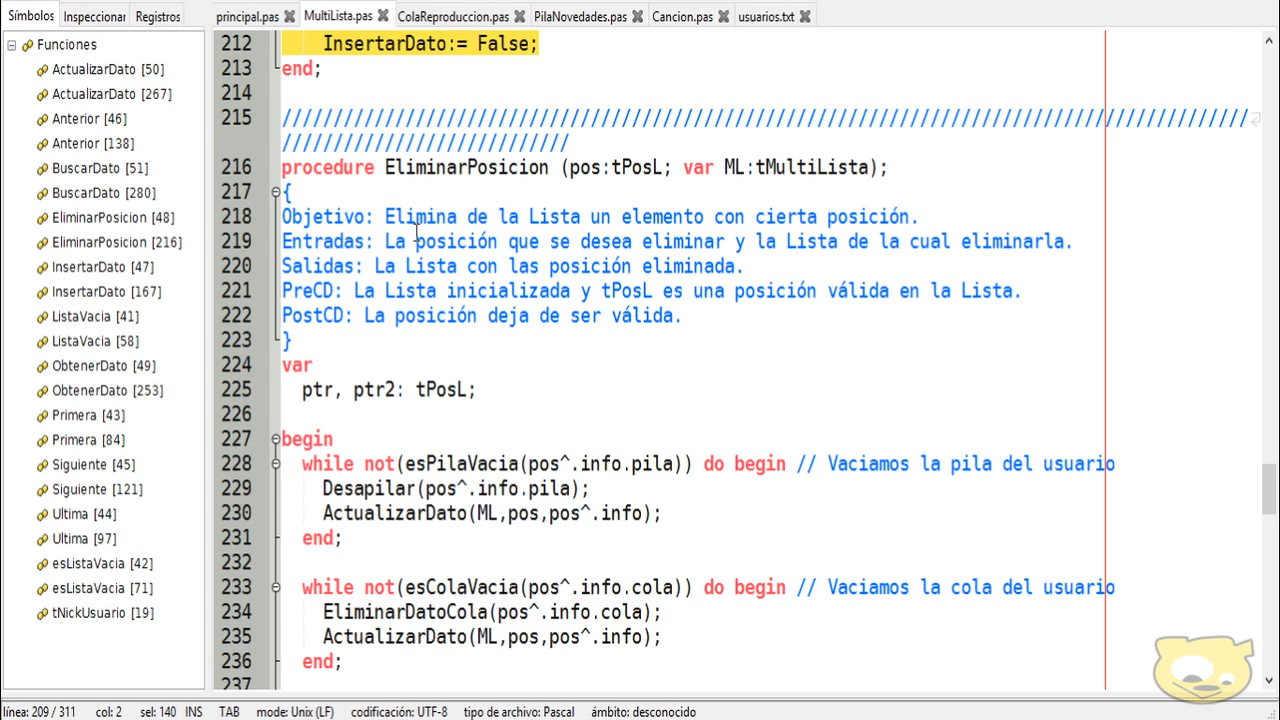 Símbolos Inspeccionar Registros
principal.pas MultiLista.pas ColaReproduccion.pas PilaNovedades.pas Cancion.pas usuarios.txt
Funciones
ActualizarDato [50]
ActualizarDato [267]
Anterior [46]
Anterior [138]
BuscarDato [51]
BuscarDato [280]
EliminarPosicion [48]
EliminarPosicion [216]
InsertarDato [47]
InsertarDato [167]
ListaVacia [41]
ListaVacia [58]
ObtenerDato [49]
ObtenerDato [253]
Primera [43]
Primera [84]
Siguiente [45]
Siguiente [121]
Ultima [44]
Ultima [97]
esListaVacia [42]
esListaVacia [71]
tNickUsuario [19]
212 InsertarDato:= False;
213 end;
214
215 //////////////////////////////////////////////////////////////////////////////////////////////
////////////////////////////
216 procedure EliminarPosicion (pos:tPosL; var ML:tMultiLista);
217 {
218 Objetivo: Elimina de la Lista un elemento con cierta posición.
219 Entradas: La posición que se desea eliminar y la Lista de la cual eliminarla.
220 Salidas: La Lista con las posición eliminada.
221 PreCD: La Lista inicializada y tPosL es una posición válida en la Lista.
222 PostCD: La posición deja de ser válida.
223 }
224 var
225 ptr, ptr2: tPosL;
226
227 begin
228 while not(esPilaVacia(pos^.info.pila)) do begin // Vaciamos la pila del usuario
229 Desapilar(pos^.info.pila);
230 ActualizarDato(ML,pos,pos^.info);
231 end;
232
233 while not(esColaVacia(pos^.info.cola)) do begin // Vaciamos la cola del usuario
234 EliminarDatoCola(pos^.info.cola);
235 ActualizarDato(ML,pos,pos^.info);
236 end;
237
línea: 209 / 311 col: 2 sel: 140 INS TAB mode: Unix (LF) codificación: UTF-8 tipo de archivo: Pascal ámbito: desconocido